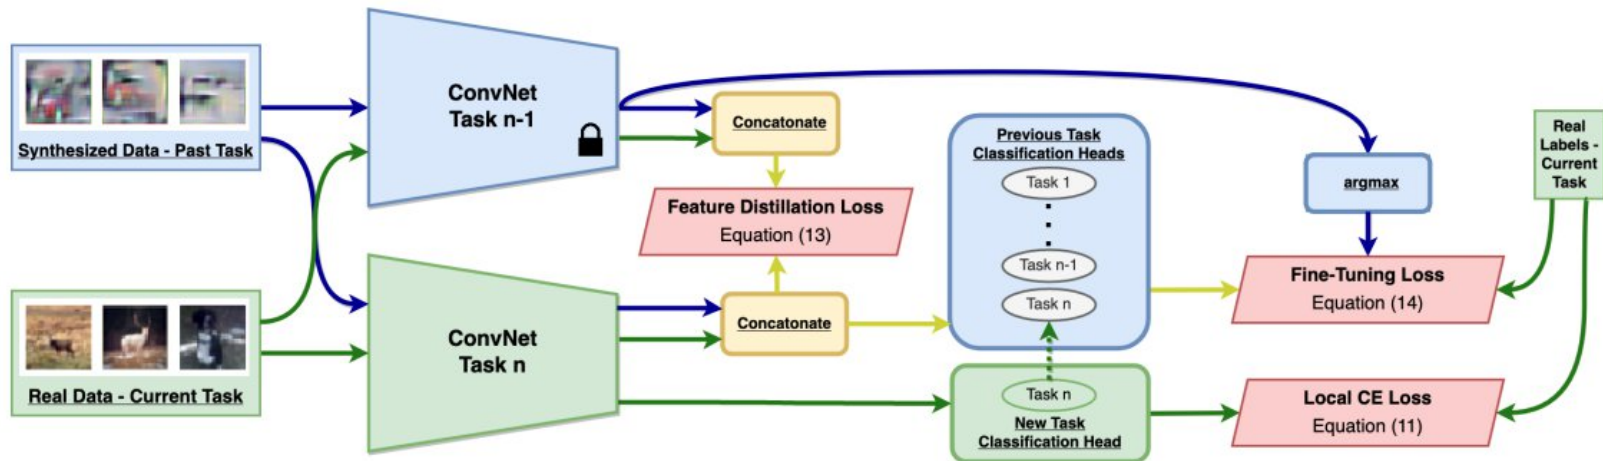 Synthesized Data - Past Task
Real Data - Current Task
ConvNet
Task n-1
ConvNet
Task n
Concatonate
Feature Distillation Loss
Equation (13)
Concatonate
Previous Task
Classification Heads
Task 1
Task n-1
Task n
Task n
New Task
Classification Head
argmax
Fine-Tuning Loss
Equation (14)
Local CE Loss
Equation (11)
Real
Labels -
Current
Task